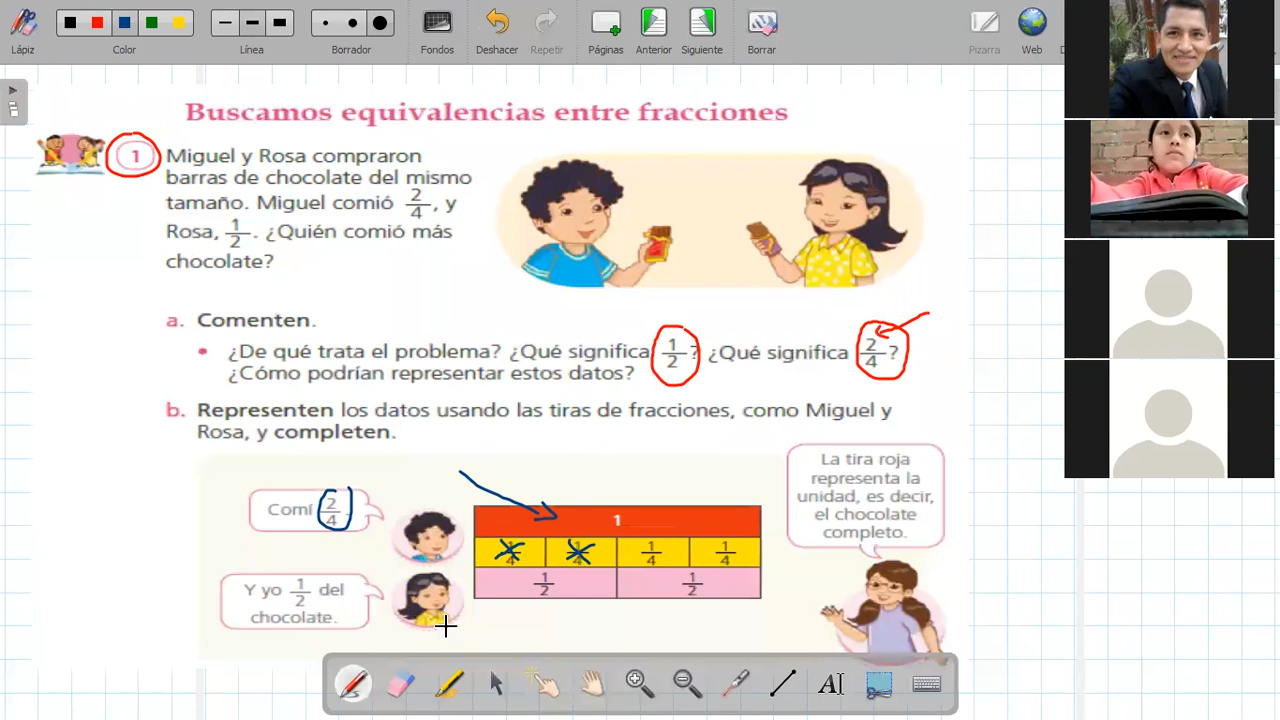 Lápiz Color Línea Borrador Fondos Deshacer Repetir Páginas Anterior Siguiente Borrar Pizarra Web
Buscamos equivalencias entre fracciones
1 Miguel y Rosa compraron
barras de chocolate del mismo
tamaño. Miguel comió 2/4, y
Rosa, 1/2. ¿Quién comió más
chocolate?
a. Comenten.
• ¿De qué trata el problema? ¿Qué significa 1/2? ¿Qué significa 2/4?
¿Cómo podrían representar estos datos?
b. Representen los datos usando las tiras de fracciones, como Miguel y
Rosa, y completen.
Comí 2/4.
Y yo 1/2 del
chocolate.
1
1/4 1/4 1/4 1/4
1/2 1/2
La tira roja
representa la
unidad, es decir,
el chocolate
completo.